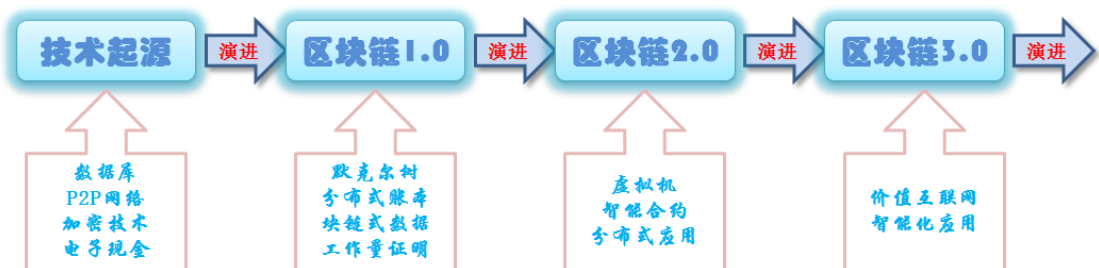 技术起源
演进
区块链1.0
演进
区块链2.0
演进
区块链3.0
演进
数据库
P2P网络
加密技术
电子现金
默克尔树
分布式账本
块链式数据
工作量证明
虚拟机
智能合约
分布式应用
价值互联网
智能化应用